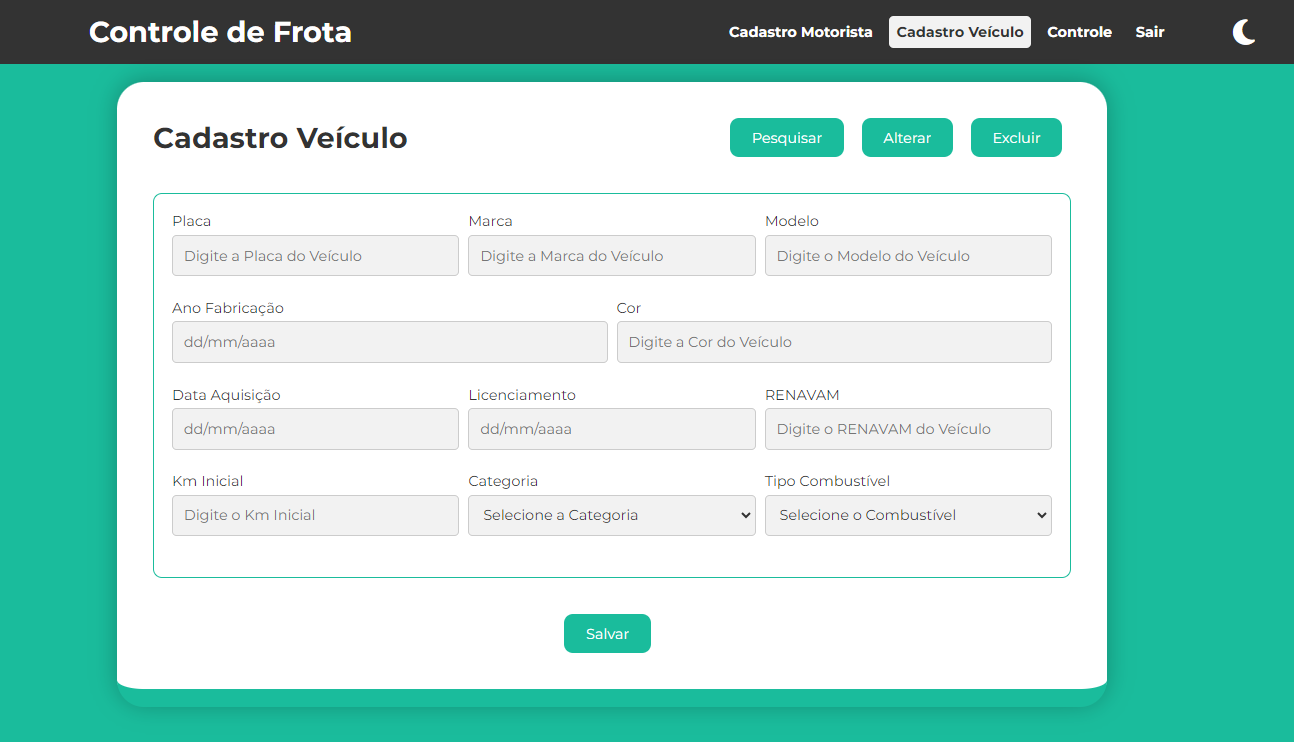 Controle de Frota
Cadastro Motorista
Cadastro Veículo
Controle
Sair
Cadastro Veículo
Pesquisar
Alterar
Excluir
Placa
Marca
Modelo
Digite a Placa do Veículo
Digite a Marca do Veículo
Digite o Modelo do Veículo
Ano Fabricação
Cor
dd/mm/aaaa
Digite a Cor do Veículo
Data Aquisição
Licenciamento
RENAVAM
dd/mm/aaaa
dd/mm/aaaa
Digite o RENAVAM do Veículo
Km Inicial
Categoria
Tipo Combustível
Digite o Km Inicial
Selecione a Categoria
Selecione o Combustível
Salvar